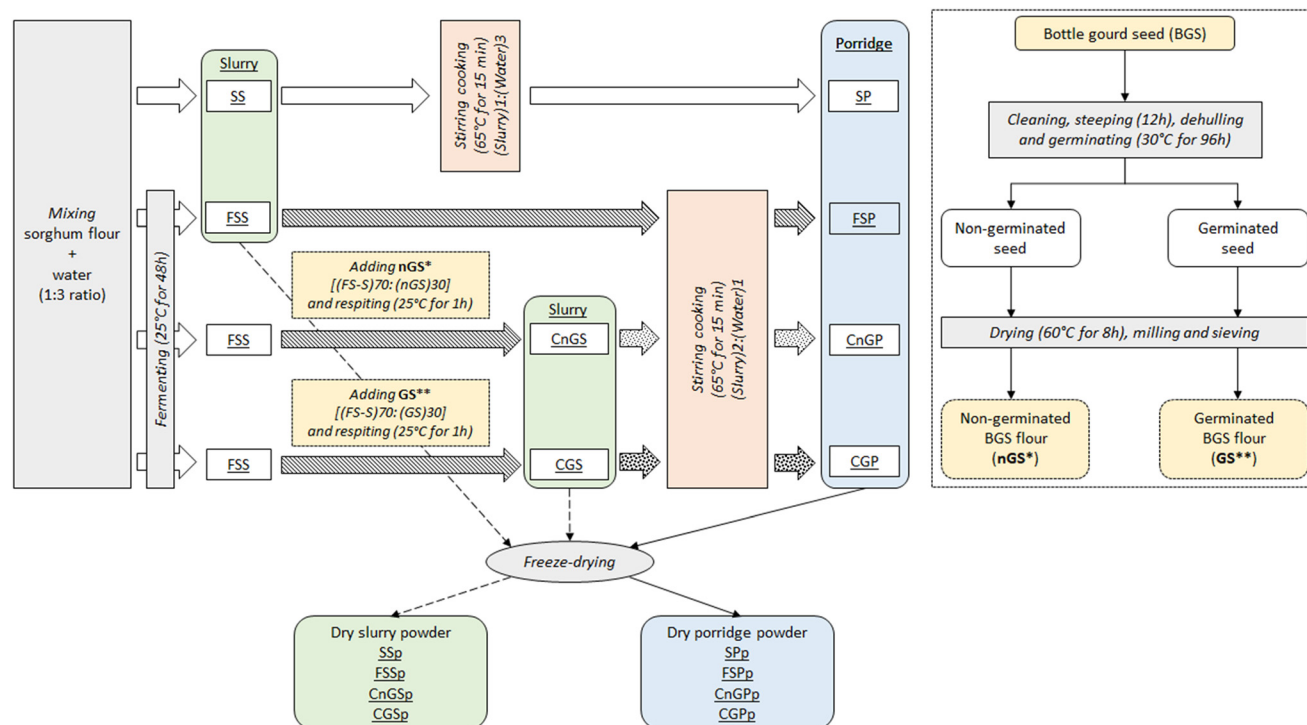 Mixing
sorghum flour
+
water
(1:3 ratio)
Fermenting (25°C for 48h)
Slurry
SS
FSS
FSS
FSS
Stirring cooking
(65°C for 15 min)
(Slurry)1:(Water)3
Adding nGS*
[(FS-S)70: (nGS)30]
and respiting (25°C for 1h)
Adding GS**
[(FS-S)70: (GS)30]
and respiting (25°C for 1h)
Slurry
CnGS
CGS
Stirring cooking
(65°C for 15 min)
(Slurry)2:(Water)1
Porridge
SP
FSP
CnGP
CGP
Freeze-drying
Dry slurry powder
SSp
FSSp
CnGSp
CGSp
Dry porridge powder
SPp
FSPp
CnGPp
CGPp
Bottle gourd seed (BGS)
Cleaning, steeping (12h), dehulling
and germinating (30°C for 96h)
Non-germinated
seed
Germinated
seed
Drying (60°C for 8h), milling and sieving
Non-germinated
BGS flour
(nGS*)
Germinated
BGS flour
(GS**)